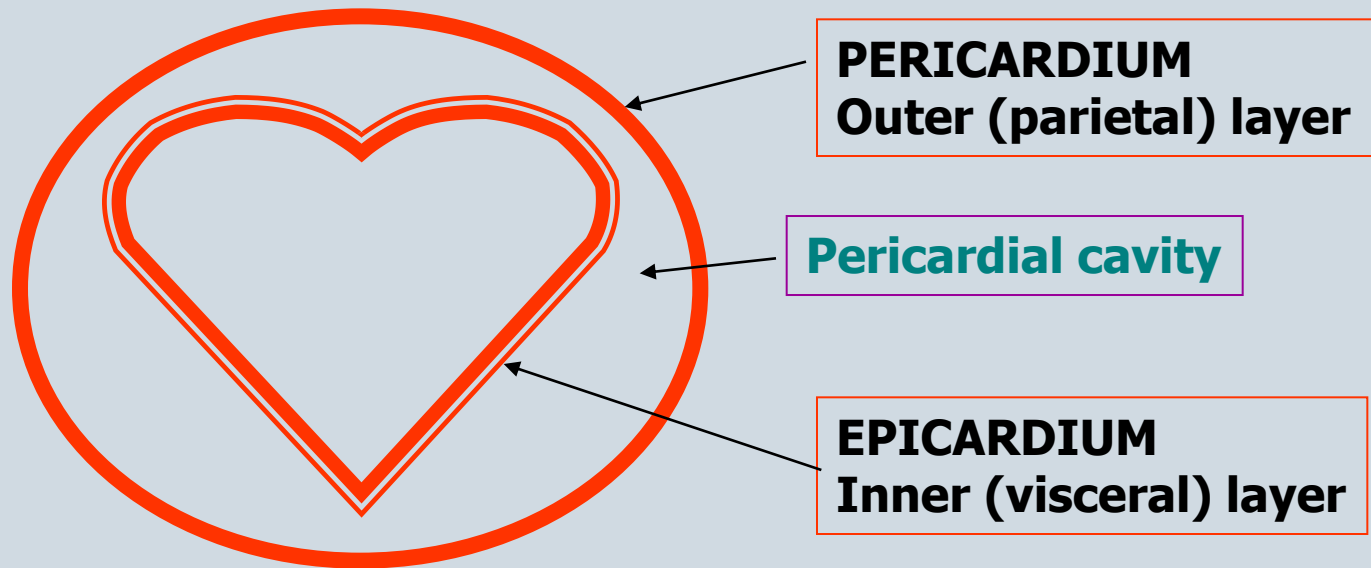 PERICARDIUM
Outer (parietal) layer
Pericardial cavity
EPICARDIUM
Inner (visceral) layer